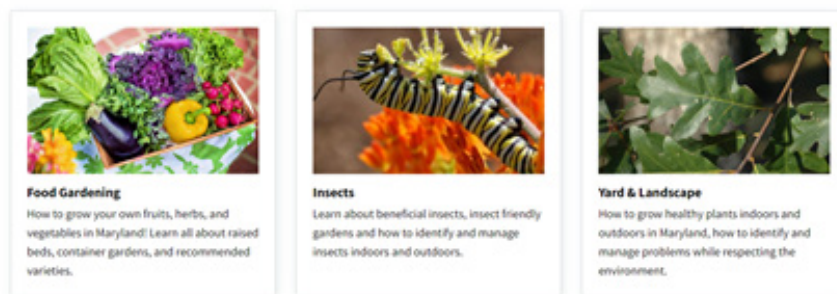 Food Gardening
How to grow your own fruits, herbs, and
vegetables in Maryland! Learn all about raised
beds, container gardens, and recommended
varieties.
Insects
Learn about beneficial insects, insect friendly
gardens and how to identify and manage
insects indoors and outdoors.
Yard & Landscape
How to grow healthy plants indoors and
outdoors in Maryland, how to identify and
manage problems while respecting the
environment.